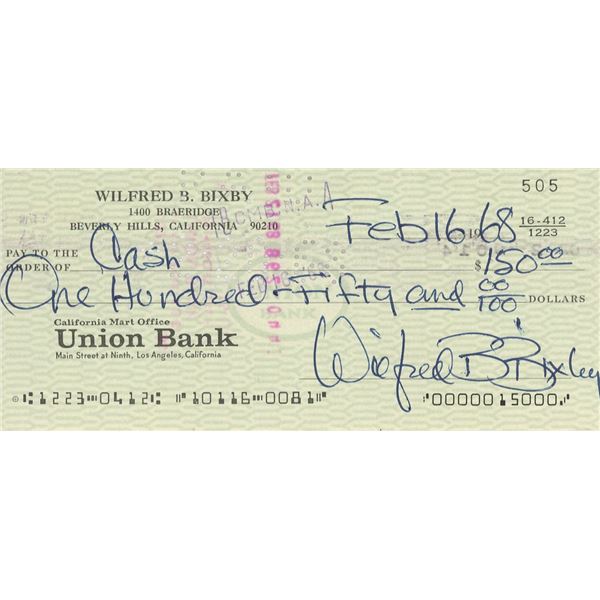 505
WILFRED B. BIXBY
1400 BRAERIDGE
BEVERLY HILLS, CALIFORNIA 90210
Feb 16 1968
16-412
1223
PAY TO THE
ORDER OF Cash $150.00
One Hundred - Fifty and 00/100 DOLLARS
California Mart Office
Union Bank
Main Street at Ninth, Los Angeles, California
Wilfred B Bixby
⑆1223⑉0412⑆ ⑈10116⑉0081⑈ ⑈0000015000⑈
BANK